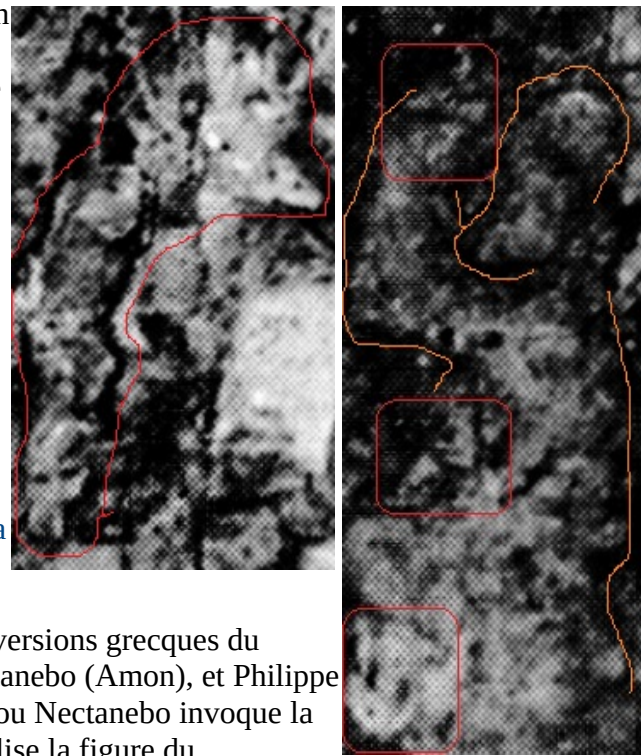 n
a
versions grecques du
anebo (Amon), et Philippe
ou Nectanebo invoque la
lise la figure du